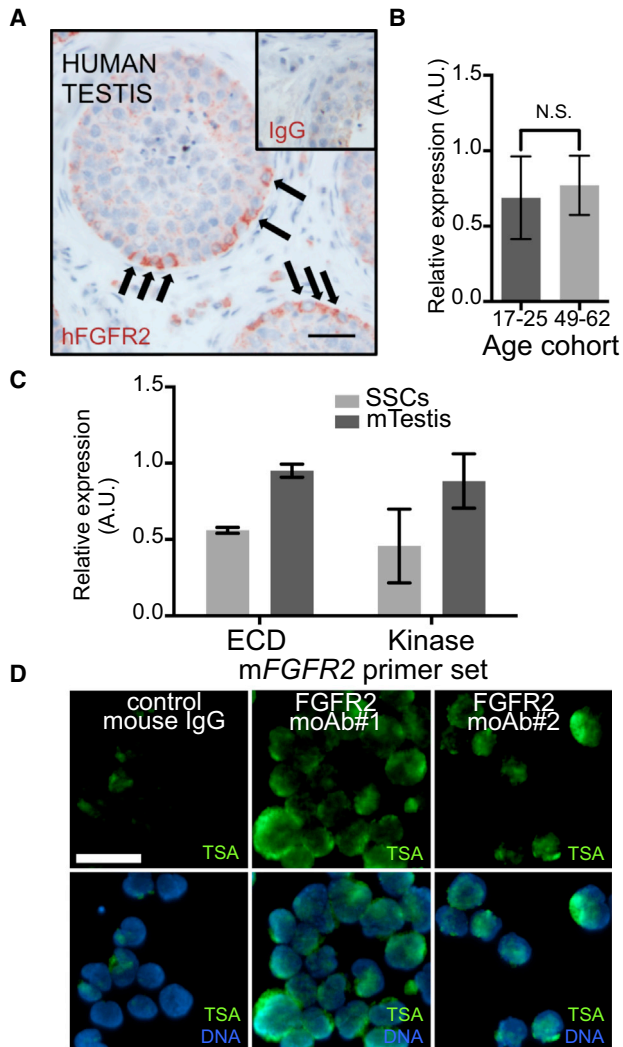 A
HUMAN
TESTIS
IgG
hFGFR2
B
Relative expression (A.U.)
1.5
1.0
0.5
0.0
N.S.
17-25 49-62
Age cohort
C
Relative expression
(A.U.)
1.5
1.0
0.5
0.0
SSCs
mTestis
ECD Kinase
mFGFR2 primer set
D
control
mouse IgG
FGFR2
moAb#1
FGFR2
moAb#2
TSA
TSA
TSA
TSA
DNA
TSA
DNA
TSA
DNA